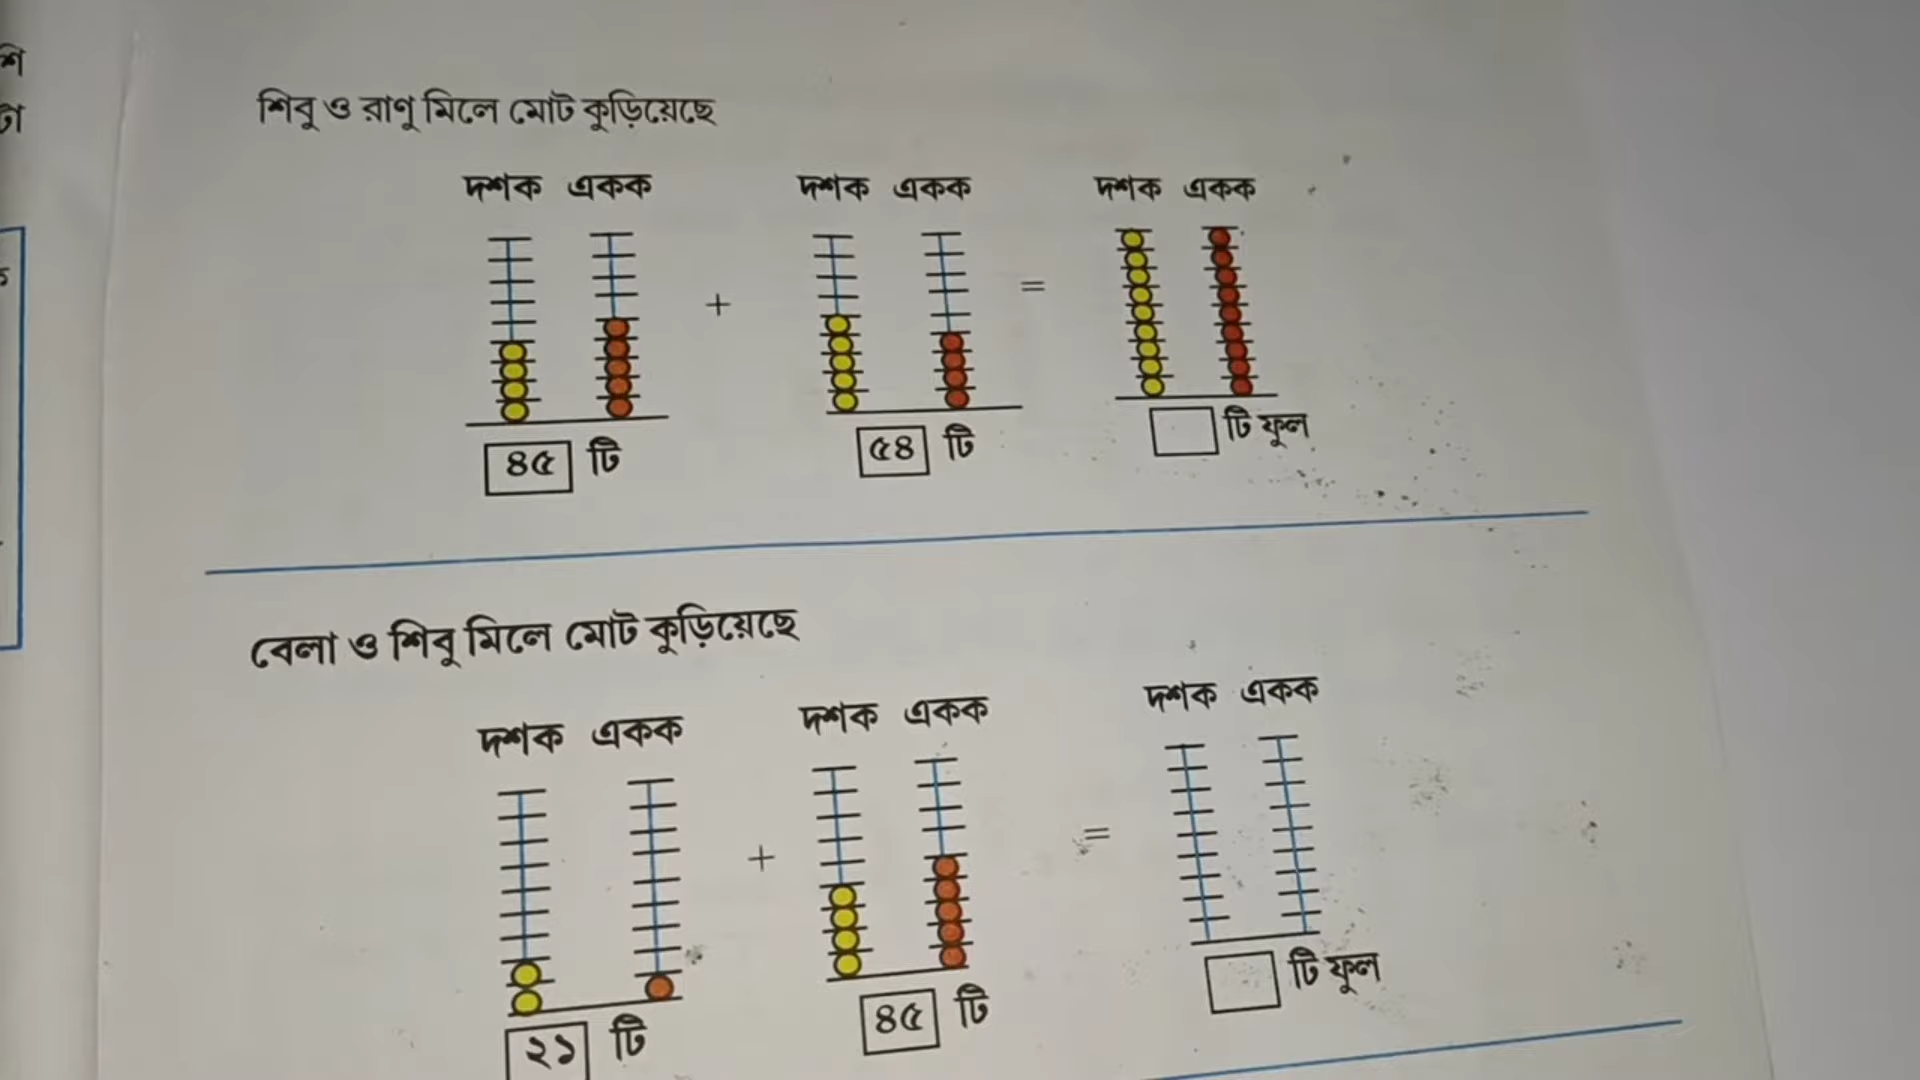 শি
টা
শিবু ও রাণু মিলে মোট কুড়িয়েছে
দশক একক দশক একক দশক একক
+ =
৪৫ টি ৫৪ টি টি ফুল
বেলা ও শিবু মিলে মোট কুড়িয়েছে
দশক একক দশক একক দশক একক
+ =
২১ টি ৪৫ টি টি ফুল